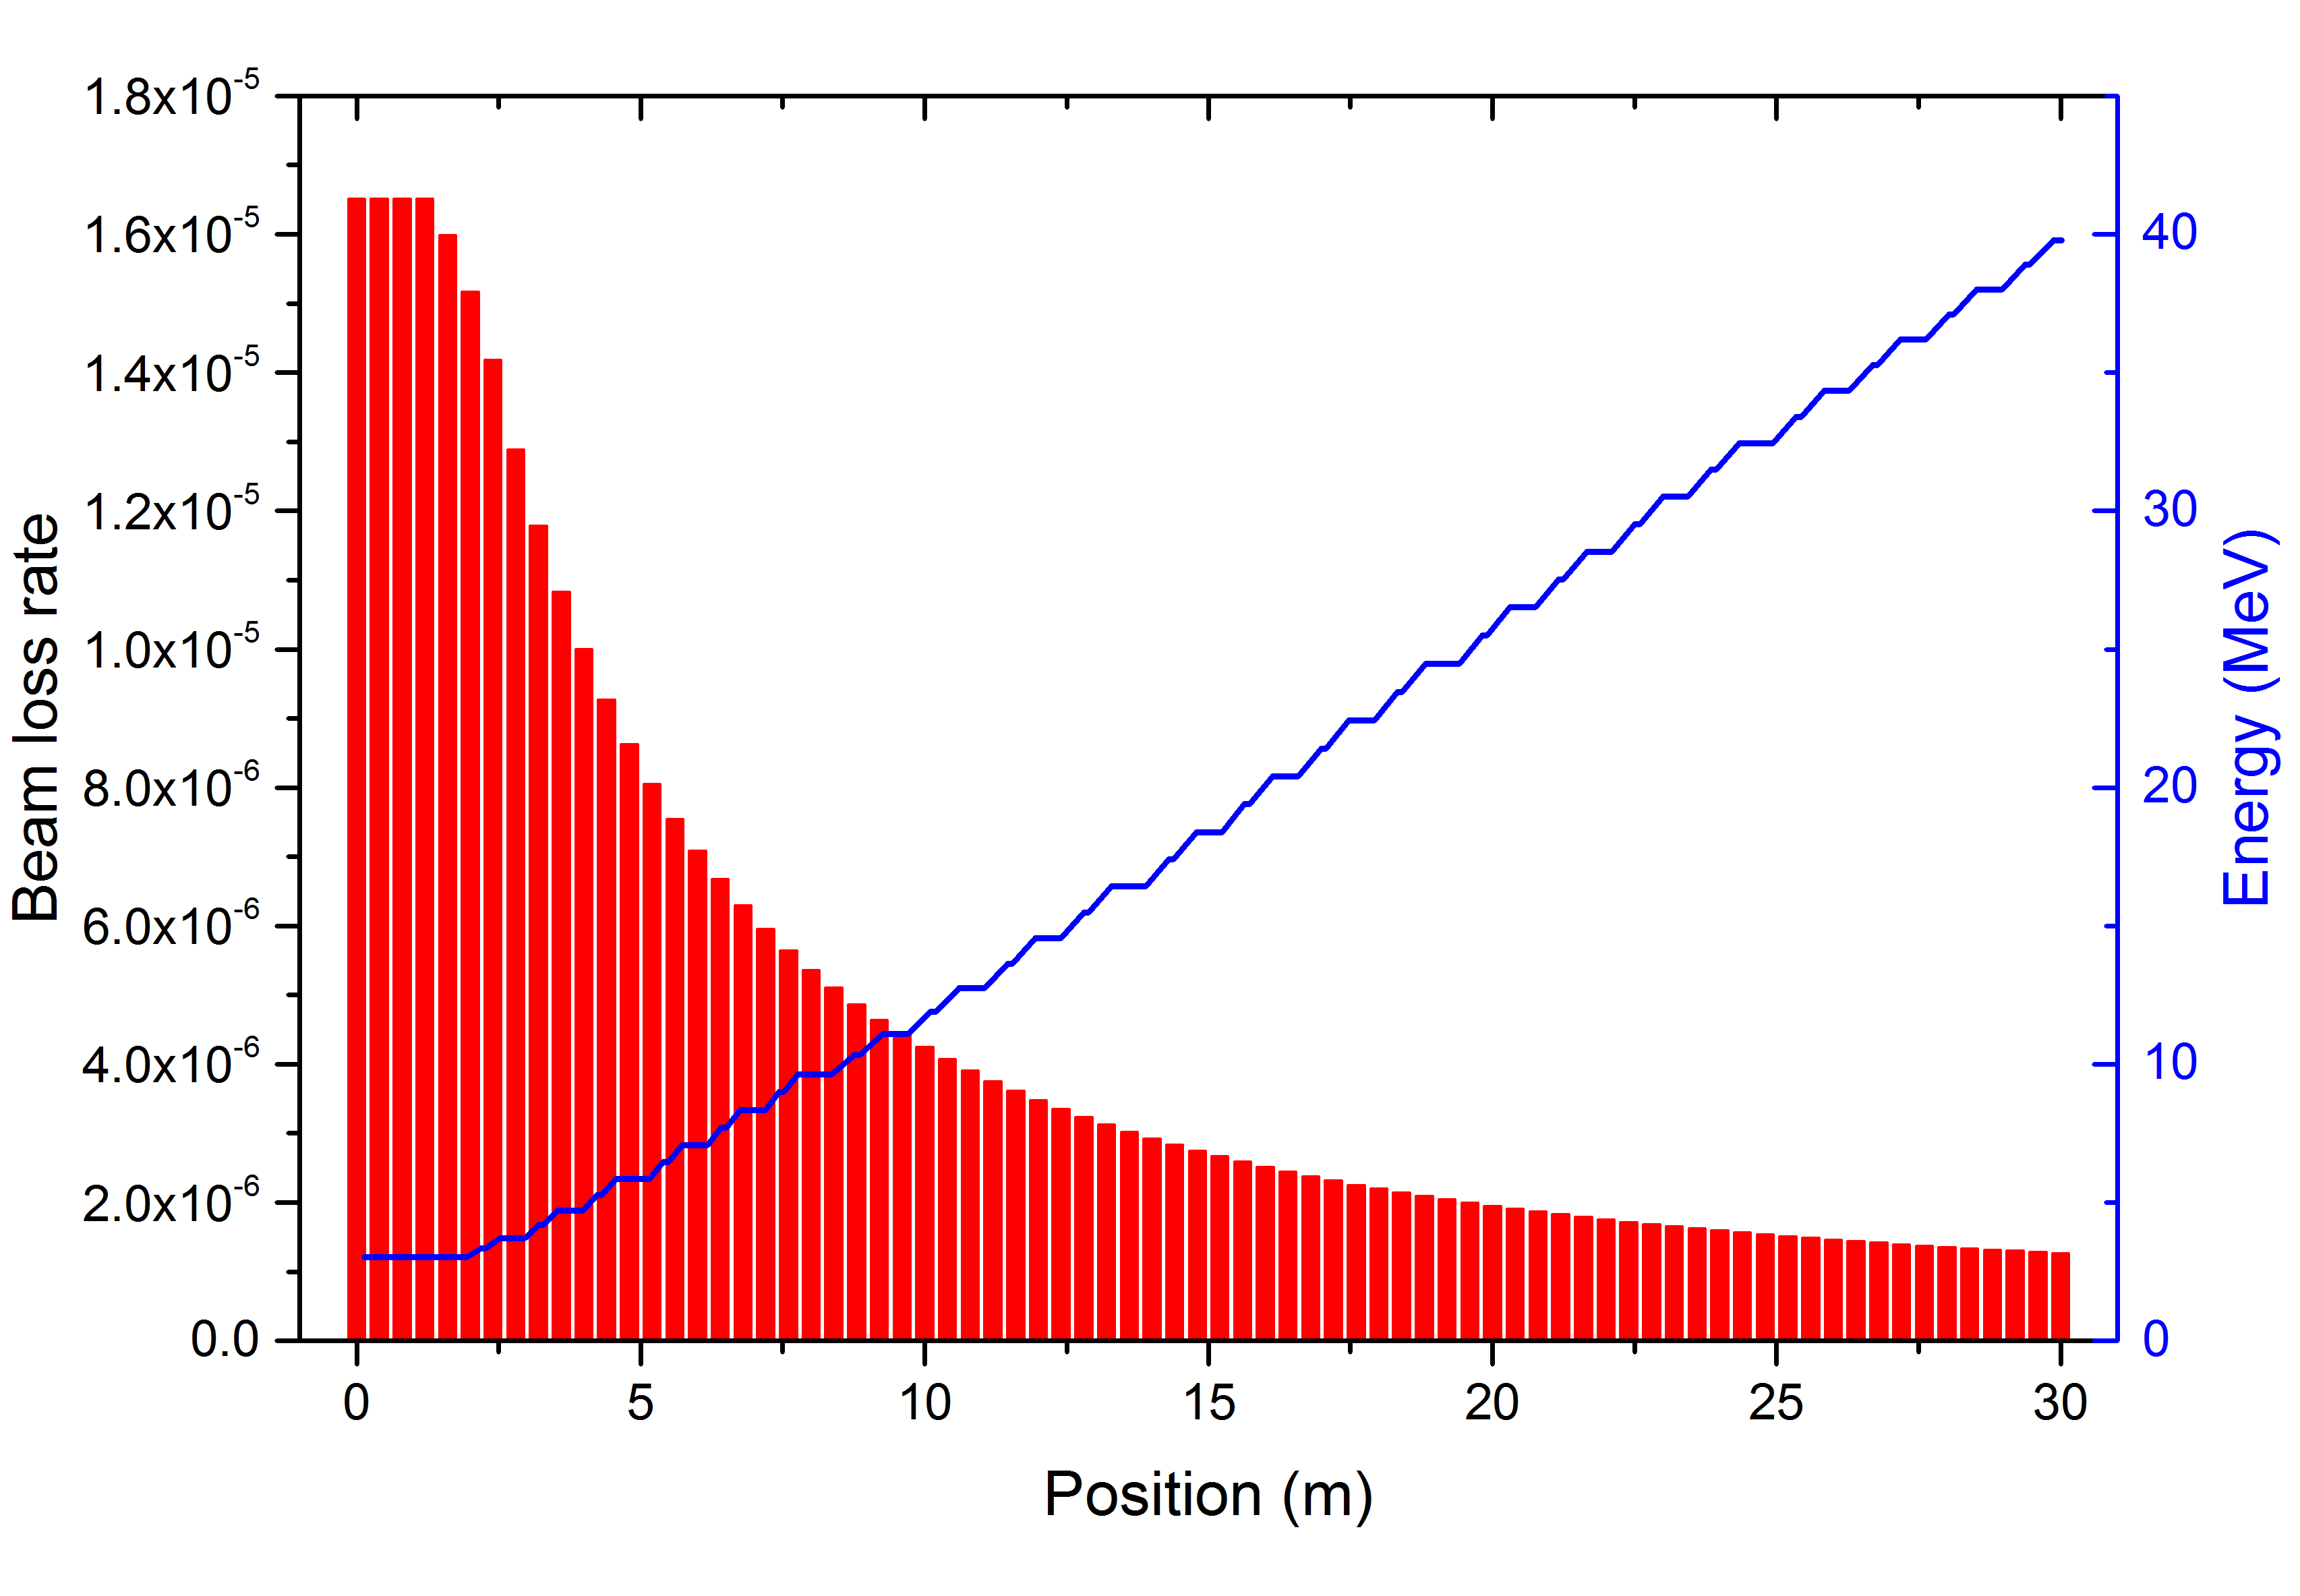 1.8x10-5
1.6x10-5
1.4x10-5
1.2x10-5
1.0x10-5
8.0x10-6
6.0x10-6
4.0x10-6
2.0x10-6
0.0
Beam loss rate
0 5 10 15 20 25 30
Position (m)
40
30
20
10
0
Energy (MeV)